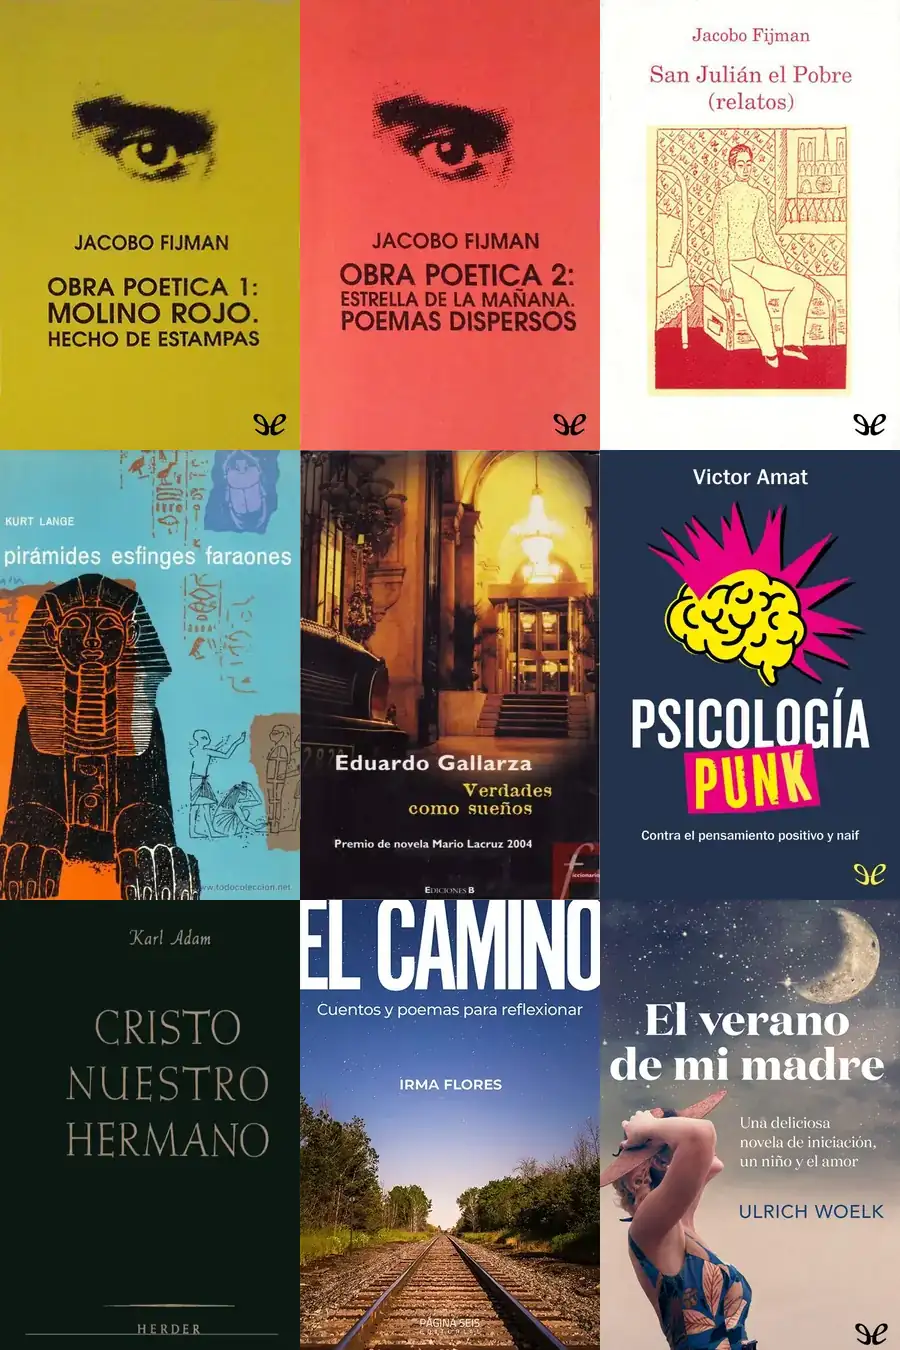 JACOBO FIJMAN
OBRA POETICA 1:
MOLINO ROJO.
HECHO DE ESTAMPAS
JACOBO FIJMAN
OBRA POETICA 2:
ESTRELLA DE LA MAÑANA.
POEMAS DISPERSOS
Jacobo Fijman
San Julián el Pobre
(relatos)
KURT LANGE
pirámides esfinges faraones
www.todocoleccion.net
Eduardo Gallarza
Verdades
como sueños
Premio de novela Mario Lacruz 2004
f
ficcionario
EDICIONES B
Victor Amat
PSICOLOGÍA
PUNK
Contra el pensamiento positivo y naif
Karl Adam
CRISTO
NUESTRO
HERMANO
HERDER
EL CAMINO
Cuentos y poemas para reflexionar
IRMA FLORES
PÁGINA SEIS
El verano
de mi madre
Una deliciosa
novela de iniciación,
un niño y el amor
ULRICH WOELK